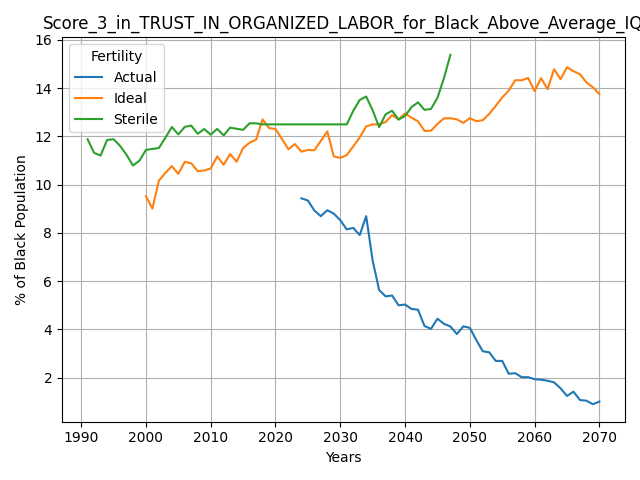 Score_3_in_TRUST_IN_ORGANIZED_LABOR_for_Black_Above_Average_IQ
Fertility
Actual
Ideal
Sterile
% of Black Population
16
14
12
10
8
6
4
2
1990 2000 2010 2020 2030 2040 2050 2060 2070
Years